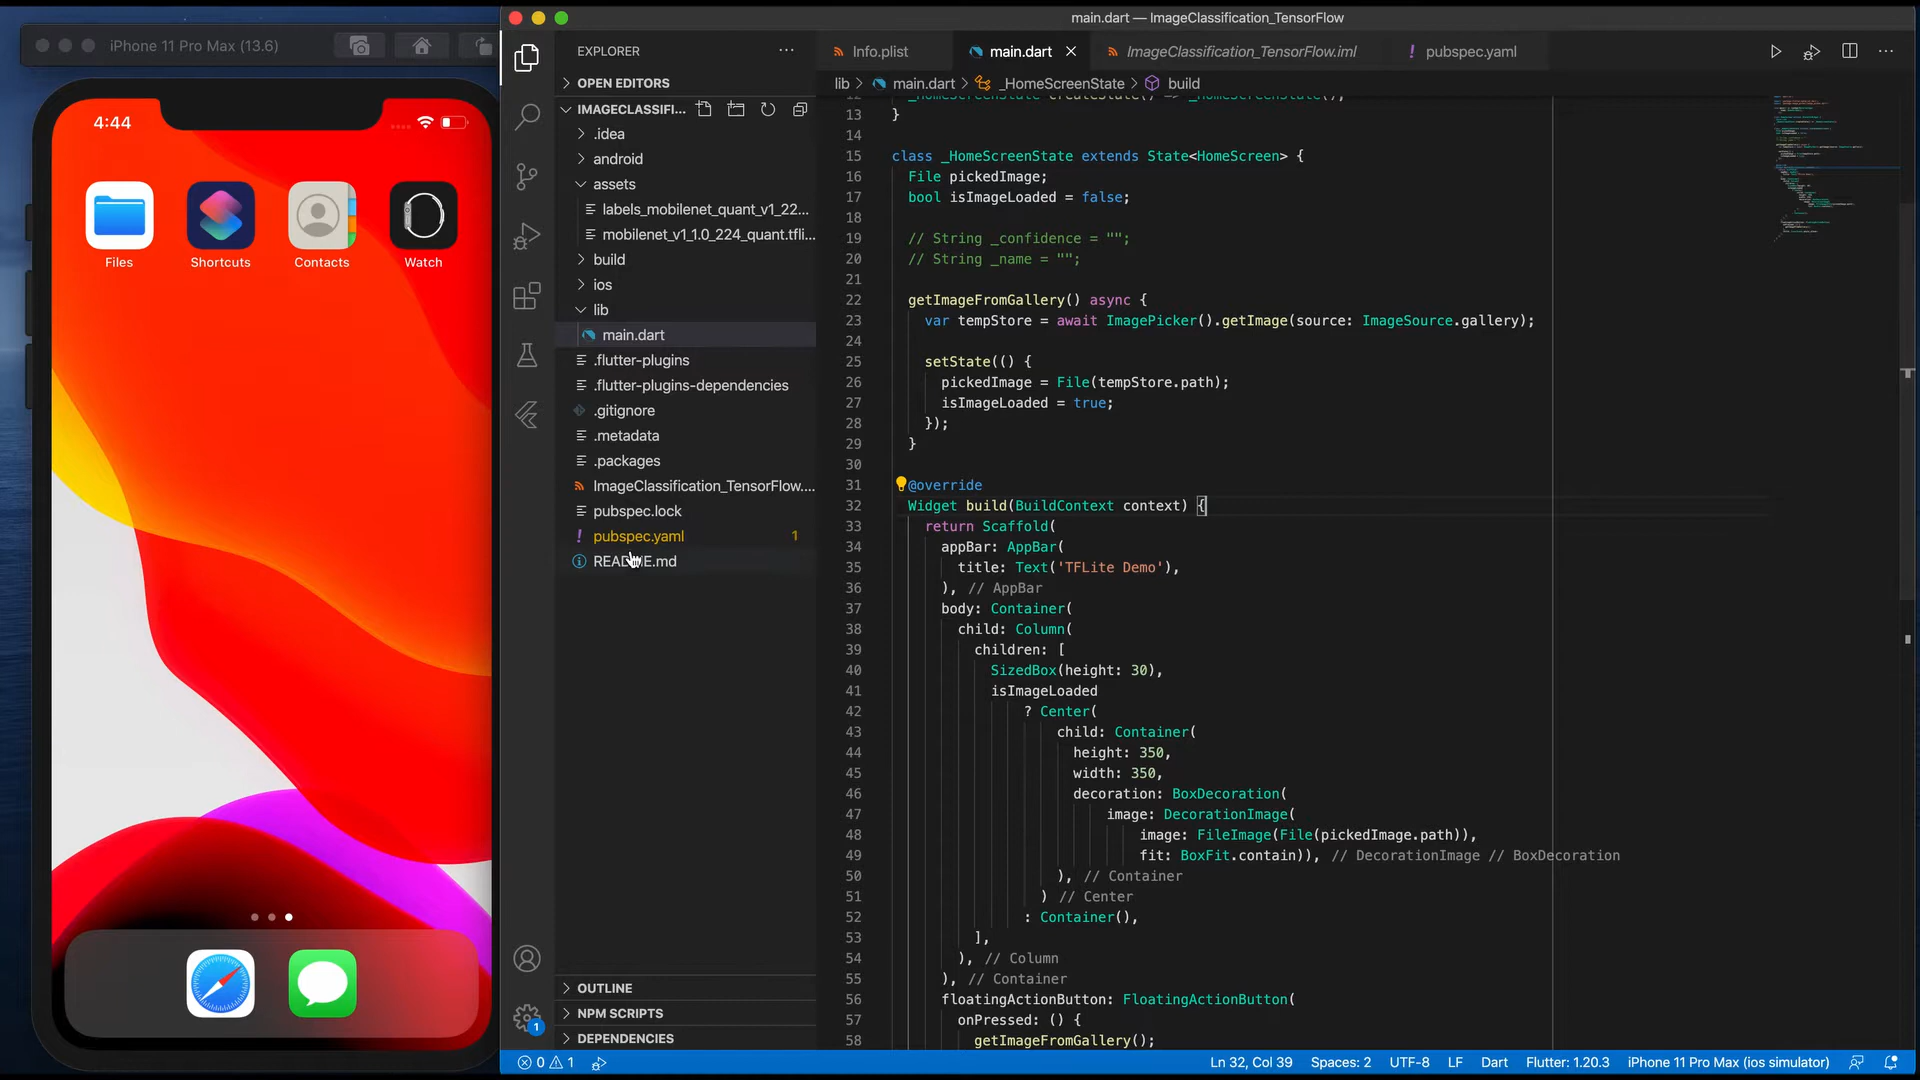 iPhone 11 Pro Max (13.6)
4:44
Files
Shortcuts
Contacts
Watch
main.dart — ImageClassification_TensorFlow
EXPLORER
OPEN EDITORS
IMAGECLASSIFI...
.idea
android
assets
labels_mobilenet_quant_v1_22...
mobilenet_v1_1.0_224_quant.tfli...
build
ios
lib
main.dart
.flutter-plugins
.flutter-plugins-dependencies
.gitignore
.metadata
.packages
ImageClassification_TensorFlow....
pubspec.lock
pubspec.yaml 1
README.md
OUTLINE
NPM SCRIPTS
DEPENDENCIES
1
Info.plist
main.dart
ImageClassification_TensorFlow.iml
pubspec.yaml
lib > main.dart > _HomeScreenState > build
12 _HomeScreenState createState() => _HomeScreenState();
13 }
14
15 class _HomeScreenState extends State<HomeScreen> {
16 File pickedImage;
17 bool isImageLoaded = false;
18
19 // String _confidence = "";
20 // String _name = "";
21
22 getImageFromGallery() async {
23 var tempStore = await ImagePicker().getImage(source: ImageSource.gallery);
24
25 setState(() {
26 pickedImage = File(tempStore.path);
27 isImageLoaded = true;
28 });
29 }
30
31 @override
32 Widget build(BuildContext context) {
33 return Scaffold(
34 appBar: AppBar(
35 title: Text('TFLite Demo'),
36 ), // AppBar
37 body: Container(
38 child: Column(
39 children: [
40 SizedBox(height: 30),
41 isImageLoaded
42 ? Center(
43 child: Container(
44 height: 350,
45 width: 350,
46 decoration: BoxDecoration(
47 image: DecorationImage(
48 image: FileImage(File(pickedImage.path)),
49 fit: BoxFit.contain)), // DecorationImage // BoxDecoration
50 ), // Container
51 ) // Center
52 : Container(),
53 ],
54 ), // Column
55 ), // Container
56 floatingActionButton: FloatingActionButton(
57 onPressed: () {
58 getImageFromGallery();
0 1
Ln 32, Col 39
Spaces: 2
UTF-8
LF
Dart
Flutter: 1.20.3
iPhone 11 Pro Max (ios simulator)